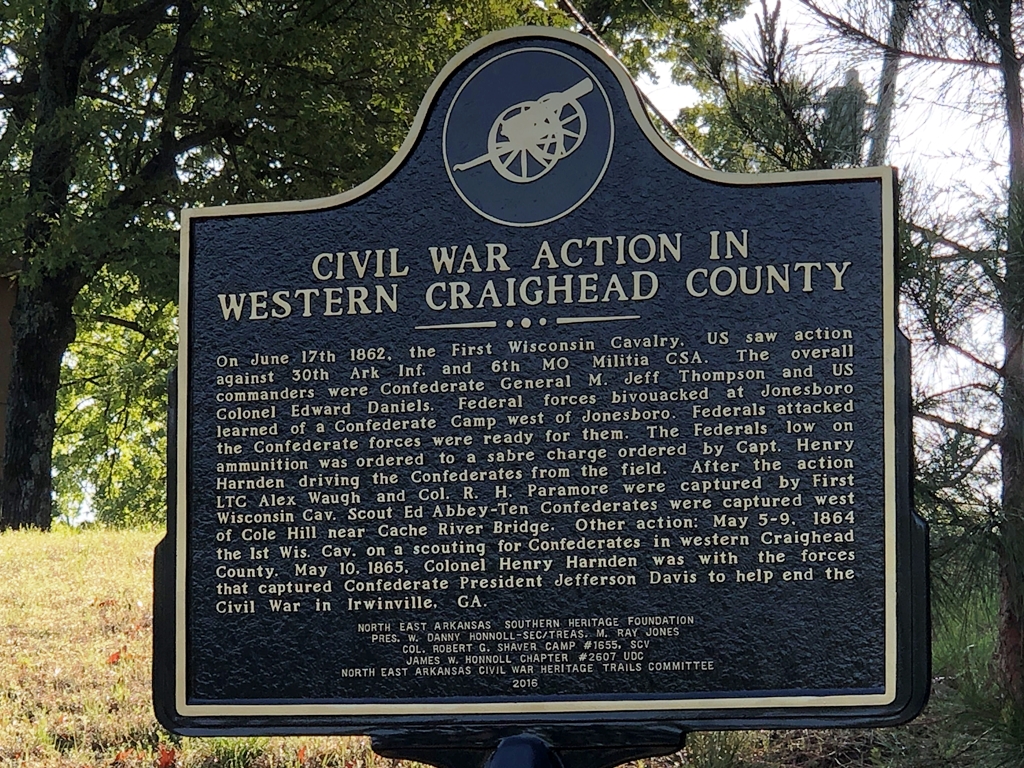 CIVIL WAR ACTION IN
WESTERN CRAIGHEAD COUNTY
On June 17th 1862, the First Wisconsin Cavalry, US saw action
against 30th Ark Inf. and 6th MO Militia CSA. The overall
commanders were Confederate General M. Jeff Thompson and US
Colonel Edward Daniels. Federal forces bivouacked at Jonesboro
learned of a Confederate Camp west of Jonesboro. Federals attacked
the Confederate forces were ready for them. The Federals low on
ammunition was ordered to a sabre charge ordered by Capt. Henry
Harnden driving the Confederates from the field. After the action
LTC Alex Waugh and Col. R. H. Paramore were captured by First
Wisconsin Cav. Scout Ed Abbey-Ten Confederates were captured west
of Cole Hill near Cache River Bridge. Other action: May 5-9, 1864
the 1st Wis. Cav. on a scouting for Confederates in western Craighead
County. May 10, 1865, Colonel Henry Harnden was with the forces
that captured Confederate President Jefferson Davis to help end the
Civil War in Irwinville, GA.
NORTH EAST ARKANSAS SOUTHERN HERITAGE FOUNDATION
PRES. W. DANNY HONNOLL-SEC/TREAS. M. RAY JONES
COL. ROBERT G. SHAVER CAMP #1655, SCV
JAMES W. HONNOLL CHAPTER #2607 UDC
NORTH EAST ARKANSAS CIVIL WAR HERITAGE TRAILS COMMITTEE
2016